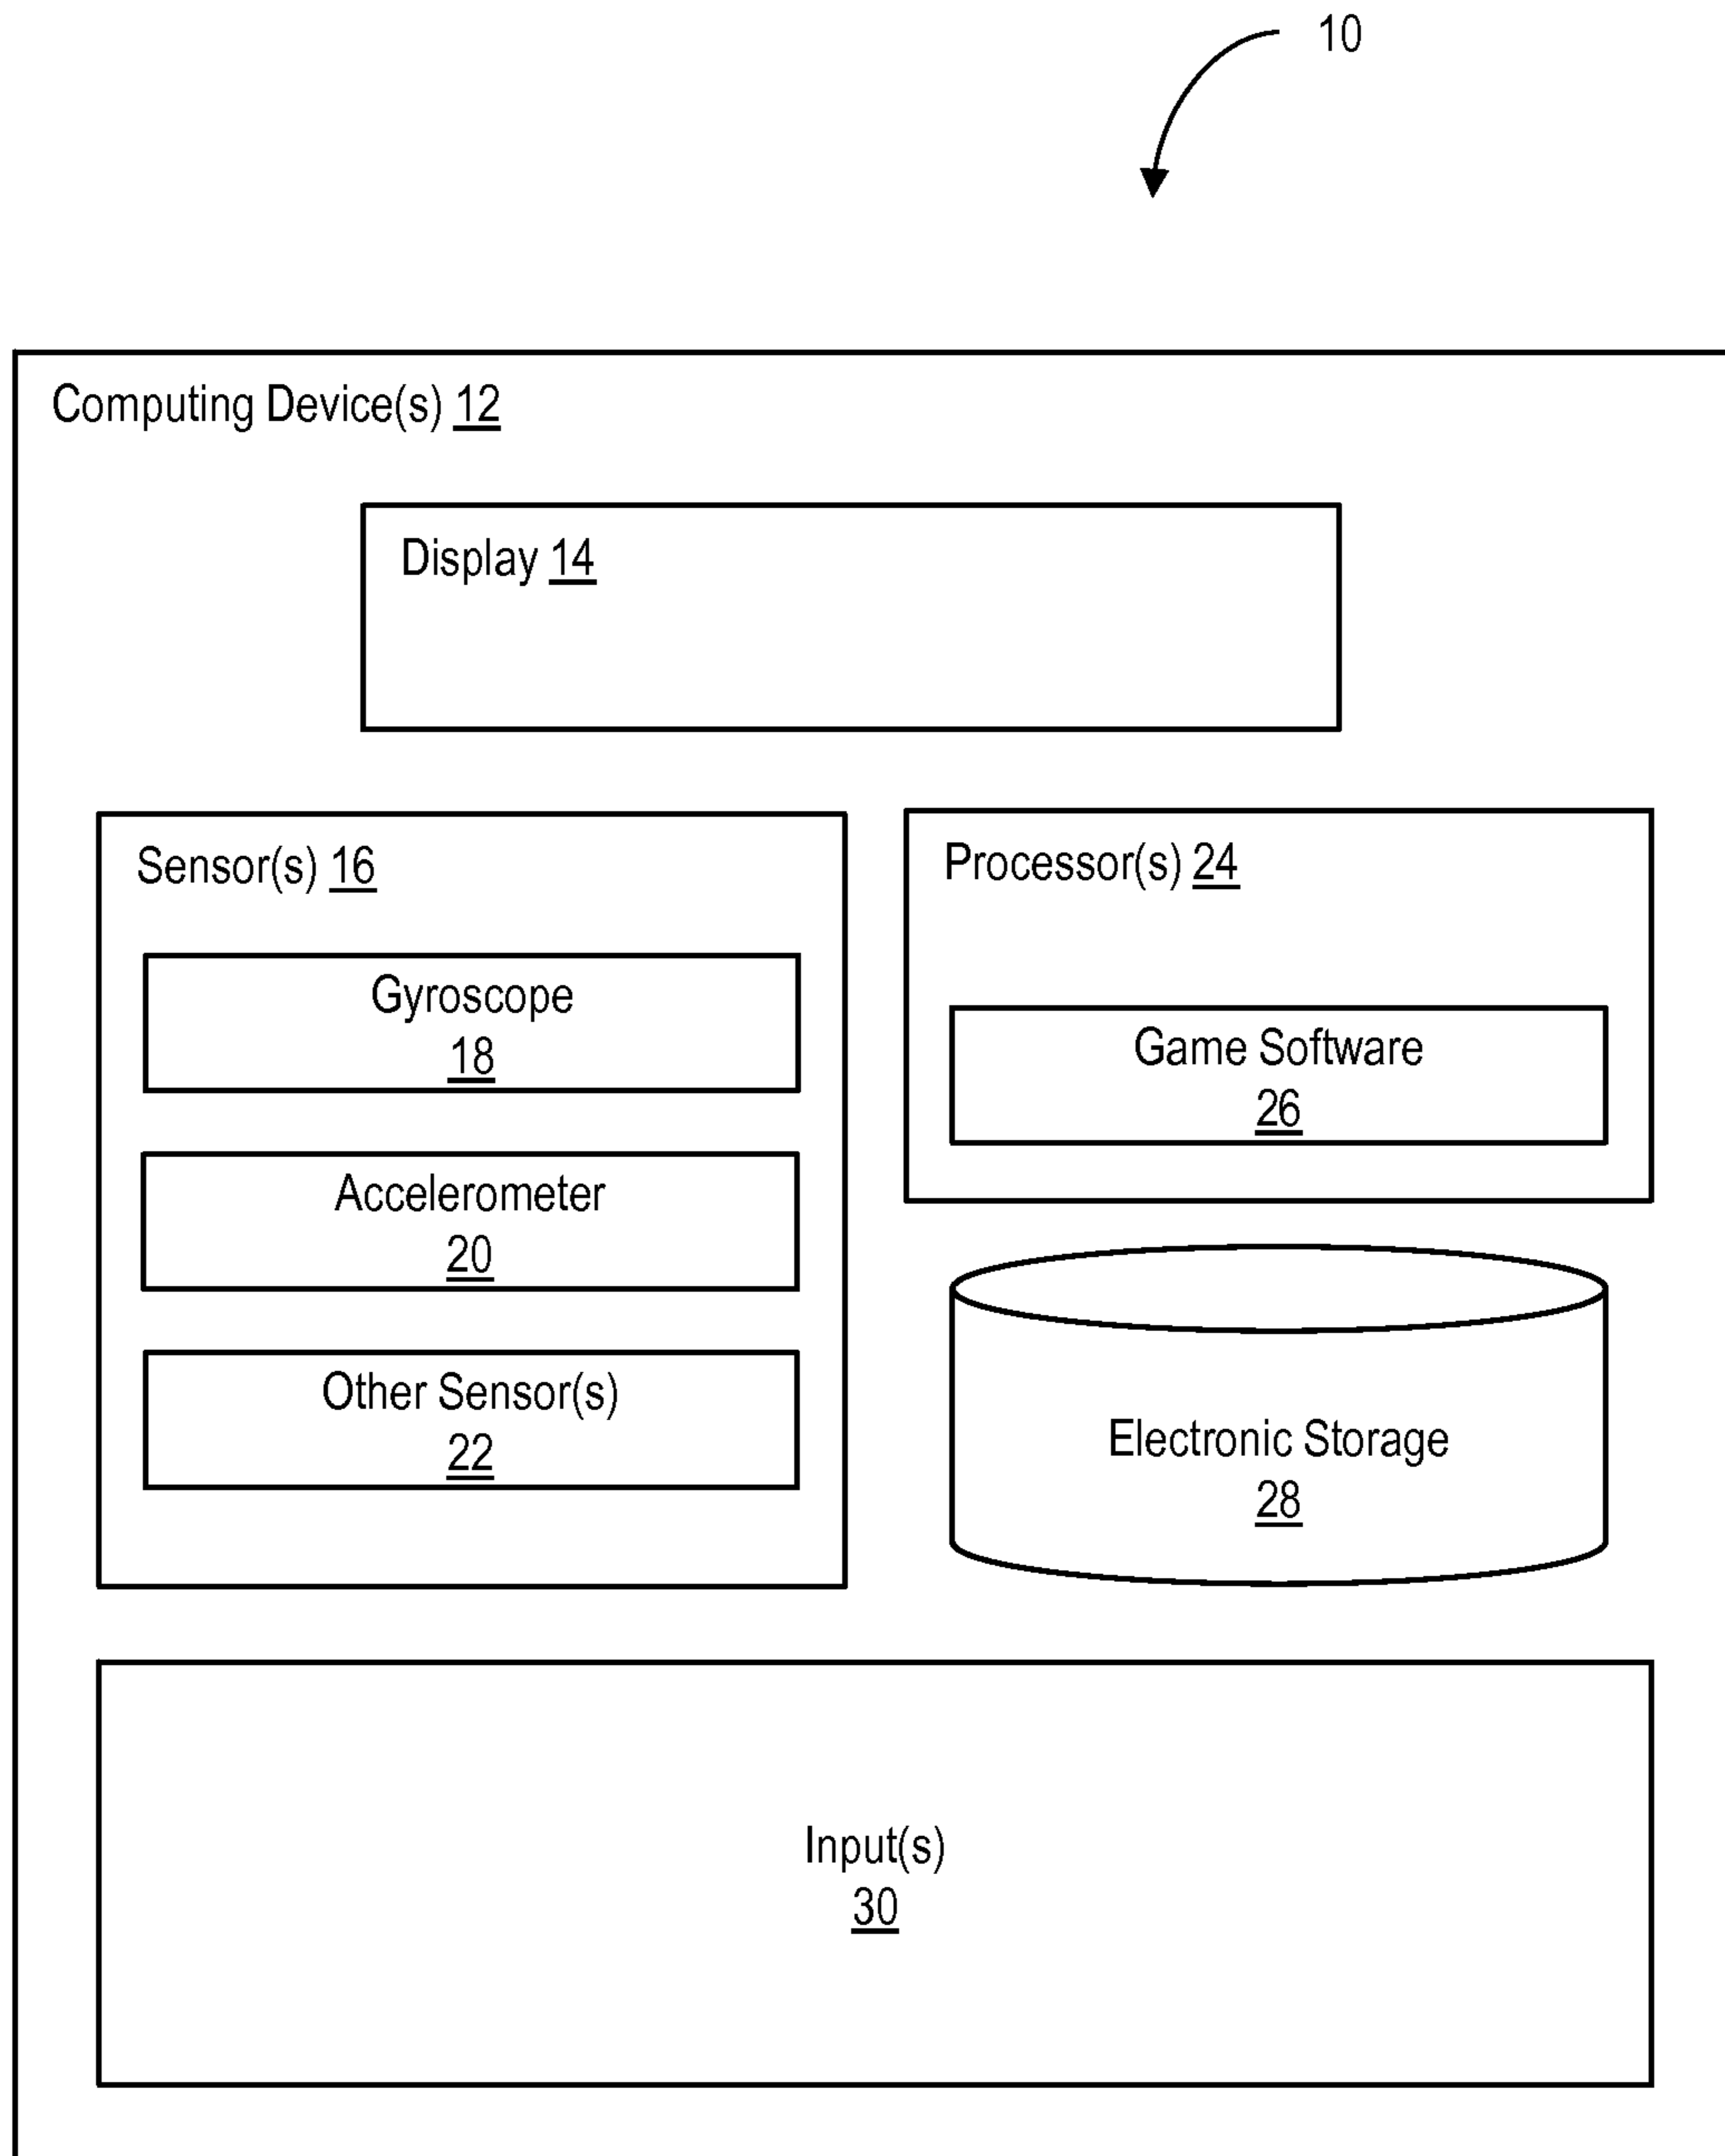 10
Computing Device(s) 12
Display 14
Sensor(s) 16
Gyroscope
18
Accelerometer
20
Other Sensor(s)
22
Processor(s) 24
Game Software
26
Electronic Storage
28
Input(s)
30